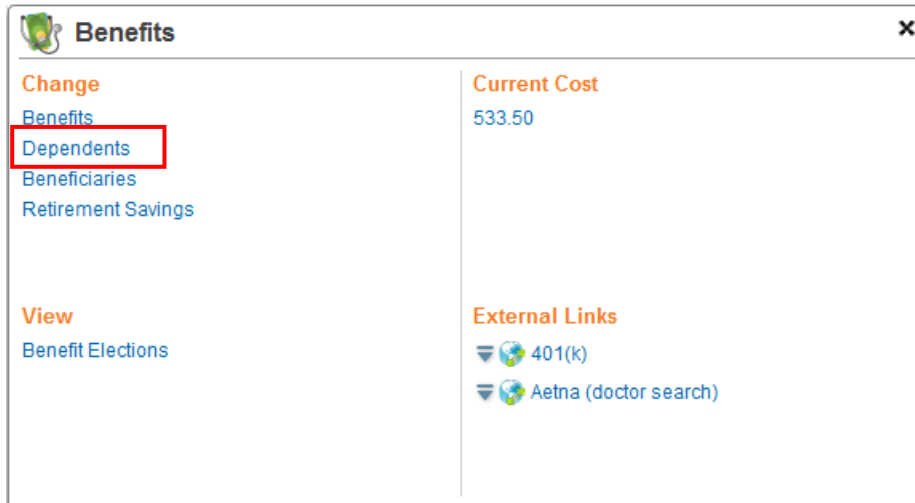 Benefits
Change
Benefits
Dependents
Beneficiaries
Retirement Savings
Current Cost
533.50
View
Benefit Elections
External Links
401(k)
Aetna (doctor search)